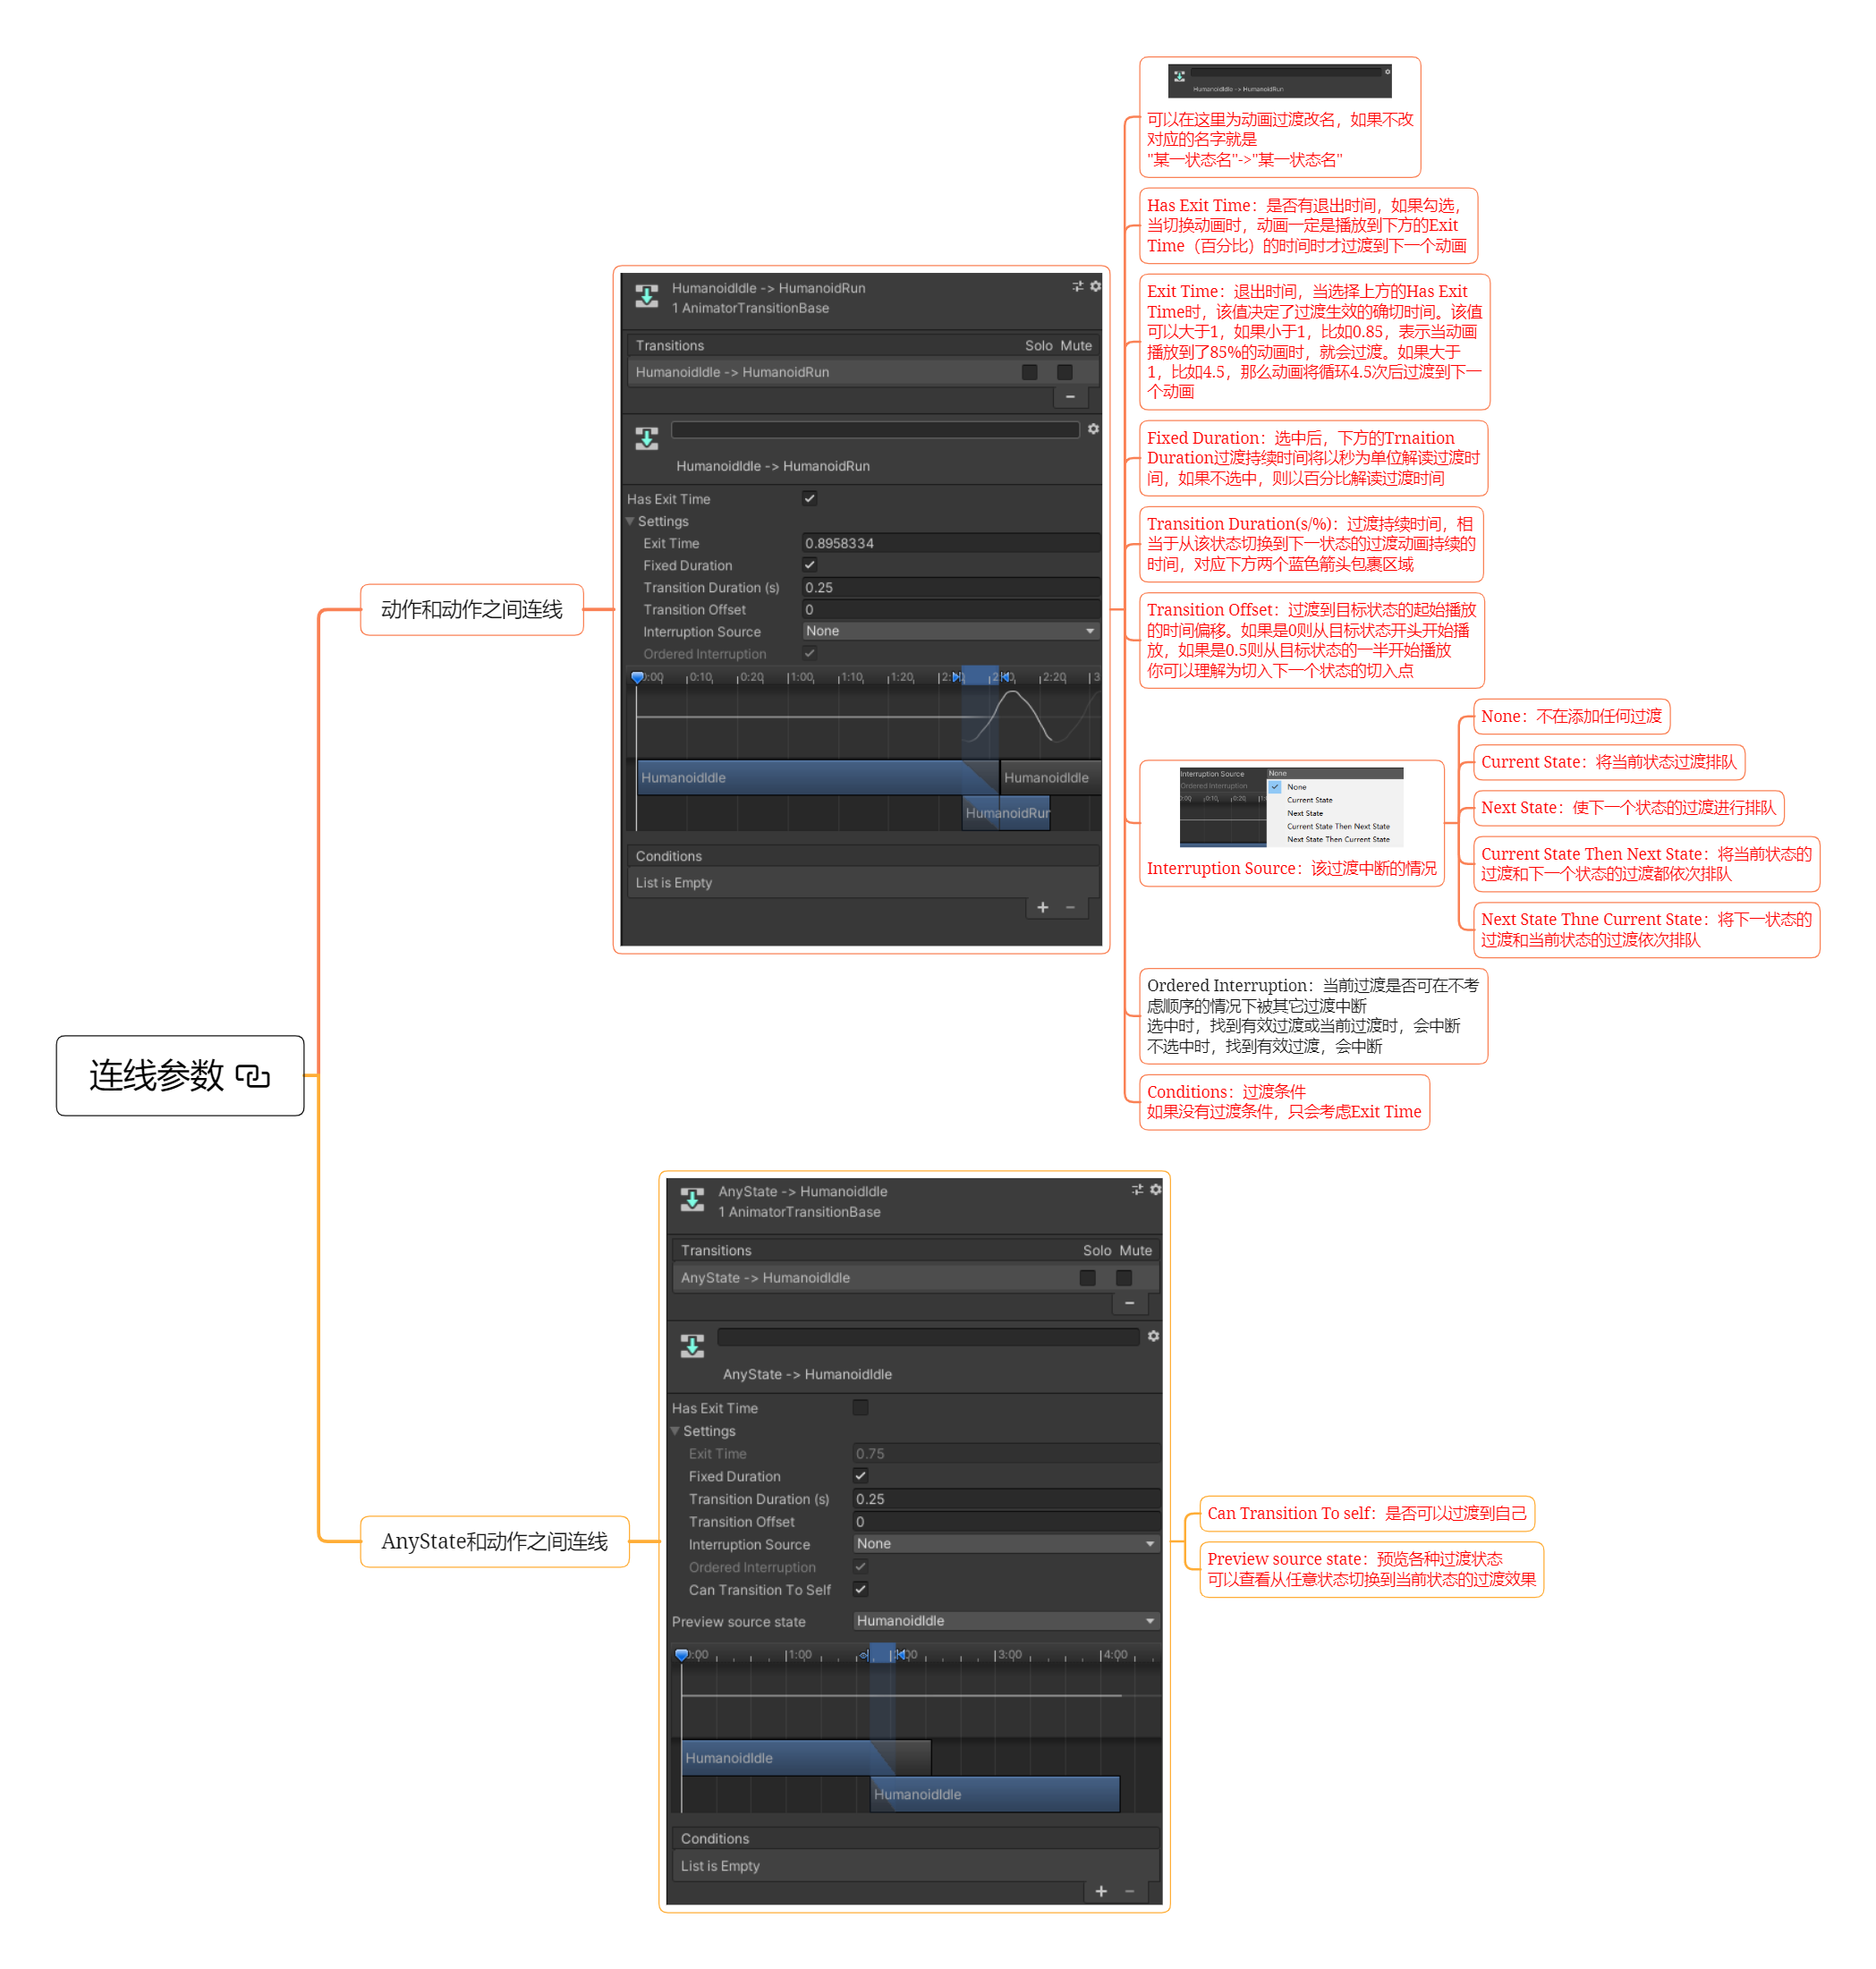 连线参数
动作和动作之间连线
HumanoidIdle -> HumanoidRun
1 AnimatorTransitionBase
Transitions Solo Mute
HumanoidIdle -> HumanoidRun
HumanoidIdle -> HumanoidRun
Has Exit Time
Settings
Exit Time 0.8958334
Fixed Duration
Transition Duration (s) 0.25
Transition Offset 0
Interruption Source None
Ordered Interruption
0:00 0:10 0:20 1:00 1:10 1:20 2:20
HumanoidIdle HumanoidIdle
HumanoidRun
Conditions
List is Empty
HumanoidIdle -> HumanoidRun
可以在这里为动画过渡改名，如果不改
对应的名字就是
"某一状态名"->"某一状态名"
Has Exit Time：是否有退出时间，如果勾选，
当切换动画时，动画一定是播放到下方的Exit
Time（百分比）的时间时才过渡到下一个动画
Exit Time：退出时间，当选择上方的Has Exit
Time时，该值决定了过渡生效的确切时间。该值
可以大于1，如果小于1，比如0.85，表示当动画
播放到了85%的动画时，就会过渡。如果大于
1，比如4.5，那么动画将循环4.5次后过渡到下一
个动画
Fixed Duration：选中后，下方的Trnaition
Duration过渡持续时间将以秒为单位解读过渡时
间，如果不选中，则以百分比解读过渡时间
Transition Duration(s/%)：过渡持续时间，相
当于从该状态切换到下一状态的过渡动画持续的
时间，对应下方两个蓝色箭头包裹区域
Transition Offset：过渡到目标状态的起始播放
的时间偏移。如果是0则从目标状态开头开始播
放，如果是0.5则从目标状态的一半开始播放
你可以理解为切入下一个状态的切入点
Interruption Source None
Ordered Interruption None
0:00 0:10 0:20 Current State
Next State
Current State Then Next State
Next State Then Current State
Interruption Source：该过渡中断的情况
None：不在添加任何过渡
Current State：将当前状态过渡排队
Next State：使下一个状态的过渡进行排队
Current State Then Next State：将当前状态的
过渡和下一个状态的过渡都依次排队
Next State Thne Current State：将下一状态的
过渡和当前状态的过渡依次排队
Ordered Interruption：当前过渡是否可在不考
虑顺序的情况下被其它过渡中断
选中时，找到有效过渡或当前过渡时，会中断
不选中时，找到有效过渡，会中断
Conditions：过渡条件
如果没有过渡条件，只会考虑Exit Time
AnyState和动作之间连线
AnyState -> HumanoidIdle
1 AnimatorTransitionBase
Transitions Solo Mute
AnyState -> HumanoidIdle
AnyState -> HumanoidIdle
Has Exit Time
Settings
Exit Time 0.75
Fixed Duration
Transition Duration (s) 0.25
Transition Offset 0
Interruption Source None
Ordered Interruption
Can Transition To Self
Preview source state HumanoidIdle
0:00 1:00 2:00 3:00 4:00
HumanoidIdle
HumanoidIdle
Conditions
List is Empty
Can Transition To self：是否可以过渡到自己
Preview source state：预览各种过渡状态
可以查看从任意状态切换到当前状态的过渡效果